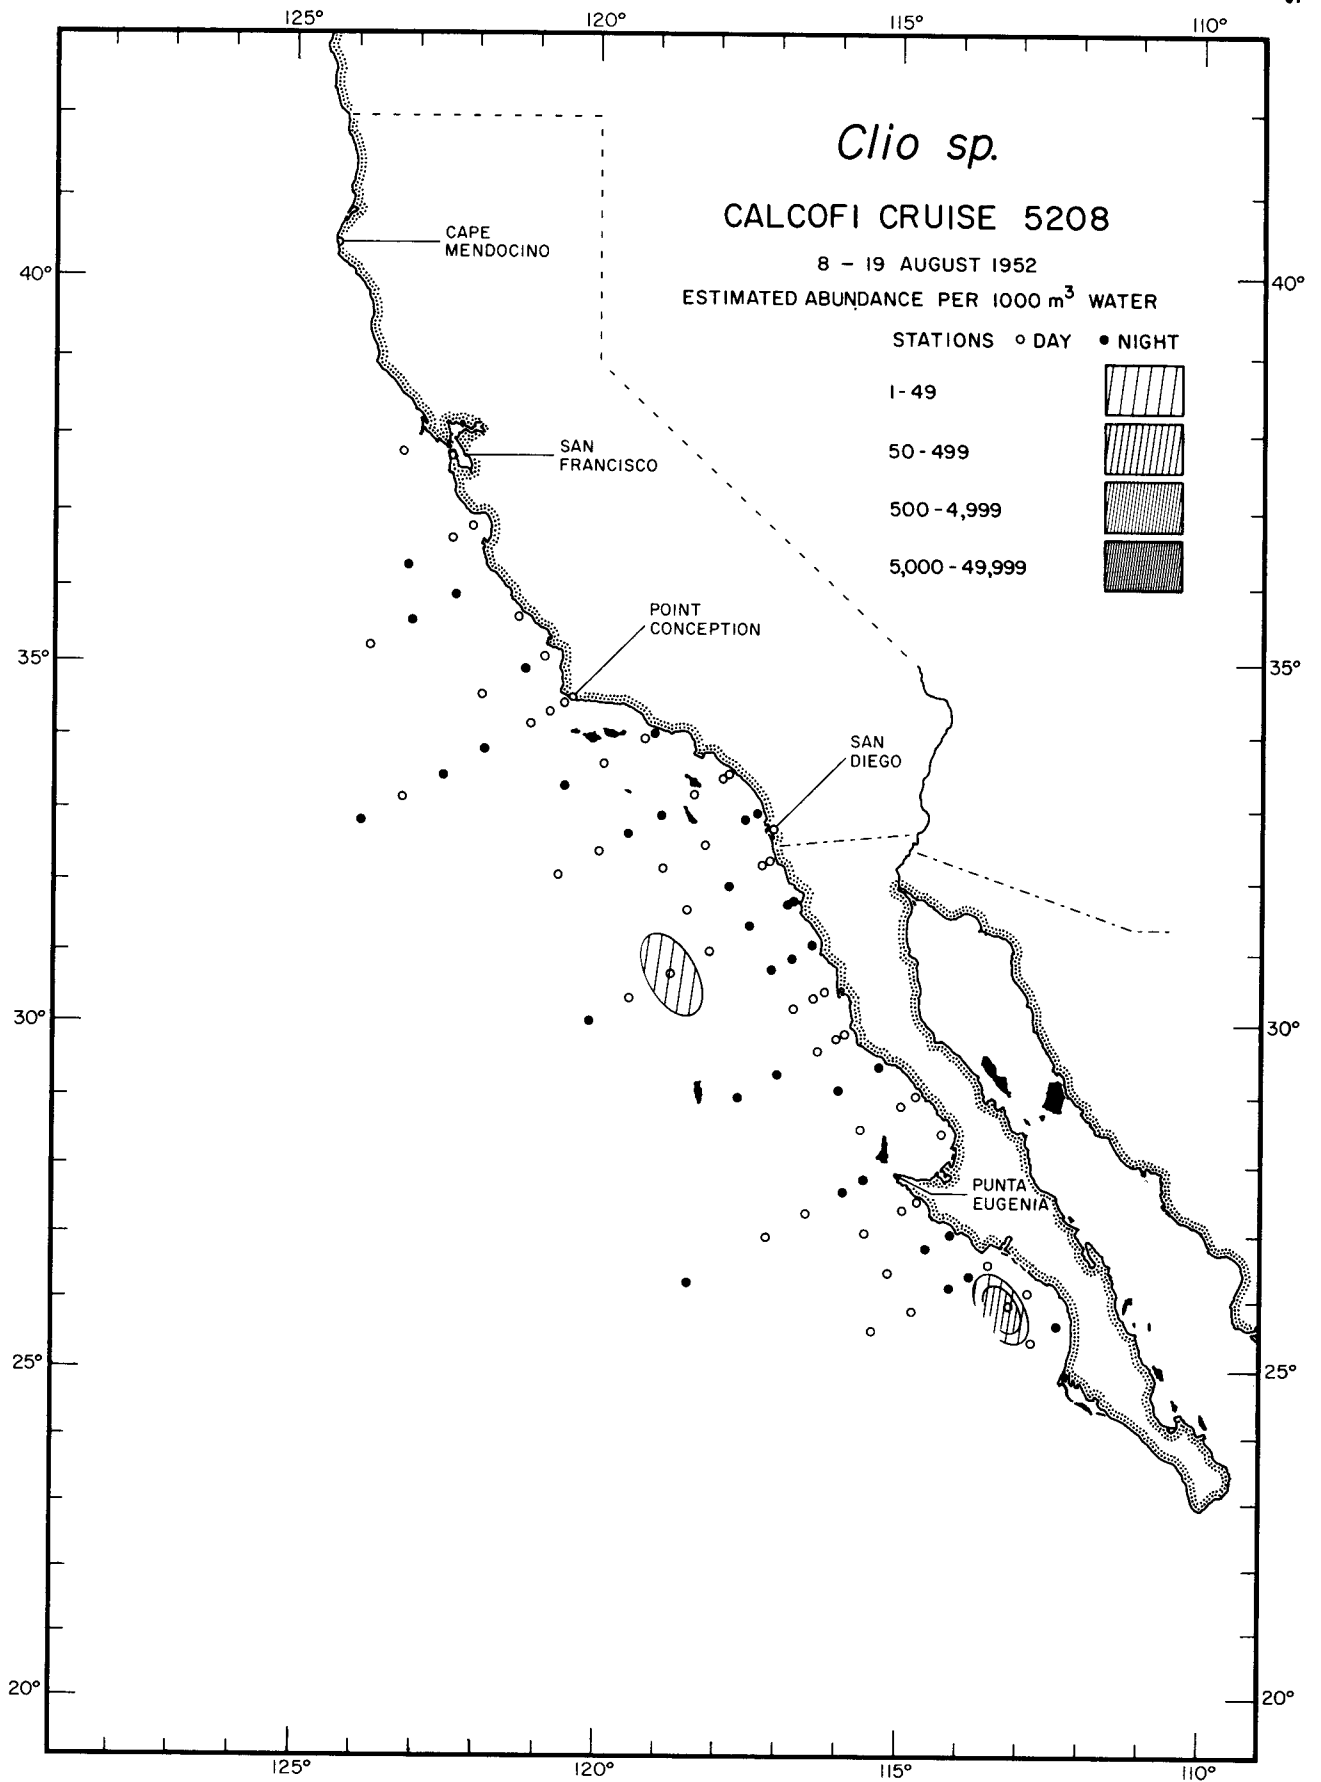 125° 120° 115° 110°
Clio sp.
CALCOFI CRUISE 5208
8 – 19 AUGUST 1952
ESTIMATED ABUNDANCE PER 1000 m³ WATER
STATIONS ○ DAY ● NIGHT
1-49
50-499
500-4,999
5,000-49,999
CAPE
MENDOCINO
40° 40°
SAN
FRANCISCO
POINT
CONCEPTION
35° 35°
SAN
DIEGO
30° 30°
PUNTA
EUGENIA
25° 25°
20° 20°
125° 120° 115° 110°